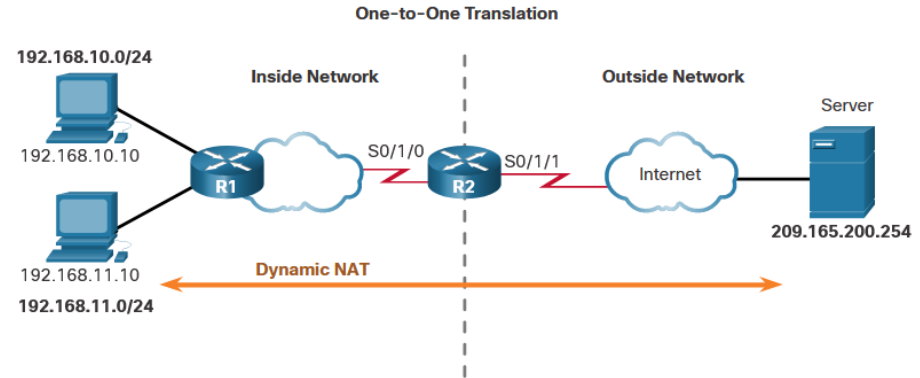 One-to-One Translation
192.168.10.0/24
Inside Network
Outside Network
Server
192.168.10.10
S0/1/0
S0/1/1
R1
R2
Internet
209.165.200.254
192.168.11.10
Dynamic NAT
192.168.11.0/24